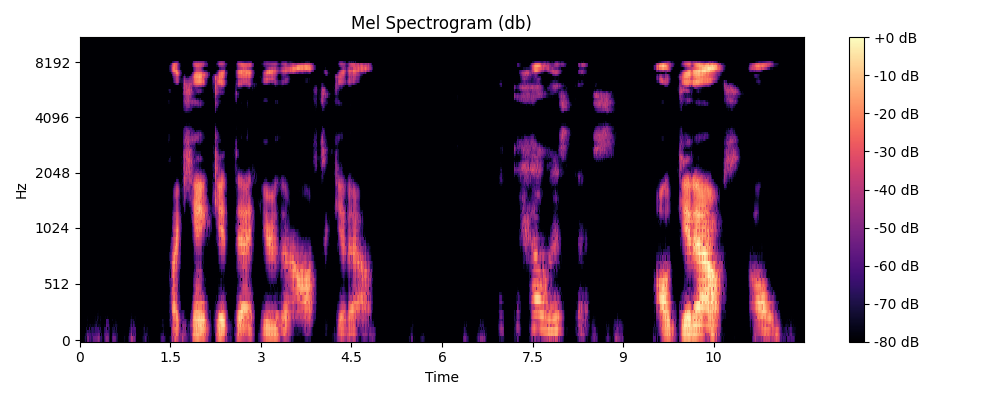 Mel Spectrogram (db)
8192
4096
2048
1024
512
0
Hz
0 1.5 3 4.5 6 7.5 9 10
Time
+0 dB
-10 dB
-20 dB
-30 dB
-40 dB
-50 dB
-60 dB
-70 dB
-80 dB